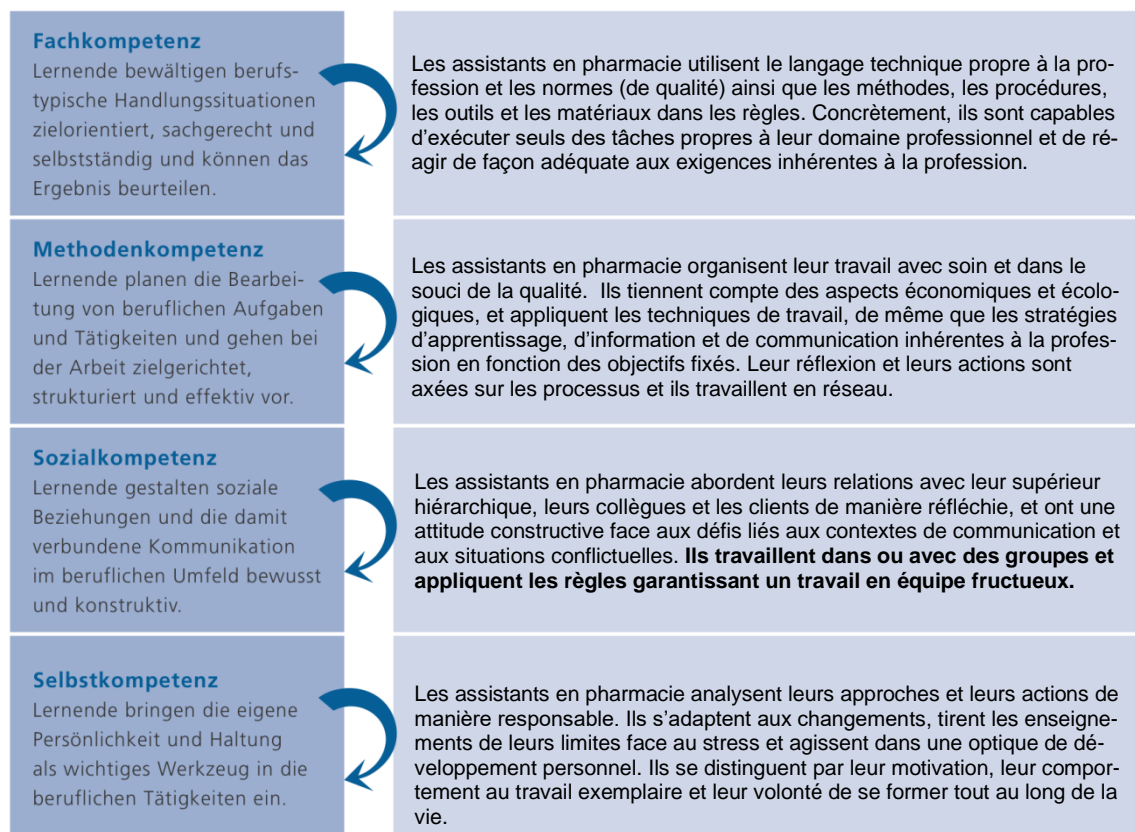 Fachkompetenz
Lernende bewältigen berufs-
typische Handlungssituationen
zielorientiert, sachgerecht und
selbstständig und können das
Ergebnis beurteilen.
Les assistants en pharmacie utilisent le langage technique propre à la pro-
fession et les normes (de qualité) ainsi que les méthodes, les procédures,
les outils et les matériaux dans les règles. Concrètement, ils sont capables
d'exécuter seuls des tâches propres à leur domaine professionnel et de ré-
agir de façon adéquate aux exigences inhérentes à la profession.
Methodenkompetenz
Lernende planen die Bearbei-
tung von beruflichen Aufgaben
und Tätigkeiten und gehen bei
der Arbeit zielgerichtet,
strukturiert und effektiv vor.
Les assistants en pharmacie organisent leur travail avec soin et dans le
souci de la qualité. Ils tiennent compte des aspects économiques et écolo-
giques, et appliquent les techniques de travail, de même que les stratégies
d'apprentissage, d'information et de communication inhérentes à la profes-
sion en fonction des objectifs fixés. Leur réflexion et leurs actions sont
axées sur les processus et ils travaillent en réseau.
Sozialkompetenz
Lernende gestalten soziale
Beziehungen und die damit
verbundene Kommunikation
im beruflichen Umfeld bewusst
und konstruktiv.
Les assistants en pharmacie abordent leurs relations avec leur supérieur
hiérarchique, leurs collègues et les clients de manière réfléchie, et ont une
attitude constructive face aux défis liés aux contextes de communication et
aux situations conflictuelles. Ils travaillent dans ou avec des groupes et
appliquent les règles garantissant un travail en équipe fructueux.
Selbstkompetenz
Lernende bringen die eigene
Persönlichkeit und Haltung
als wichtiges Werkzeug in die
beruflichen Tätigkeiten ein.
Les assistants en pharmacie analysent leurs approches et leurs actions de
manière responsable. Ils s'adaptent aux changements, tirent les enseigne-
ments de leurs limites face au stress et agissent dans une optique de dé-
veloppement personnel. Ils se distinguent par leur motivation, leur compor-
tement au travail exemplaire et leur volonté de se former tout au long de la
vie.